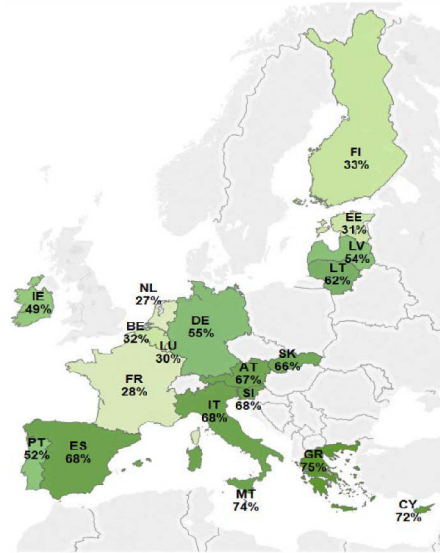 FI
33%
EE
31%
LV
54%
LT
62%
IE
49%
NL
27%
BE
32%
DE
55%
LU
30%
SK
66%
AT
67%
SI
68%
FR
28%
IT
68%
PT
52%
ES
68%
GR
75%
MT
74%
CY
72%